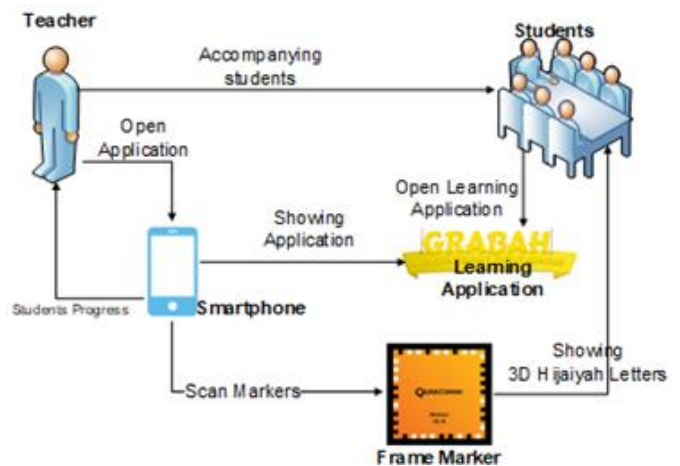 Teacher
Students
Accompanying
students
Open
Application
Open Learning
Application
Showing
Application
GRABAH
Learning
Application
Students Progress
Smartphone
Showing
3D Hijaiyah Letters
Scan Markers
Frame Marker